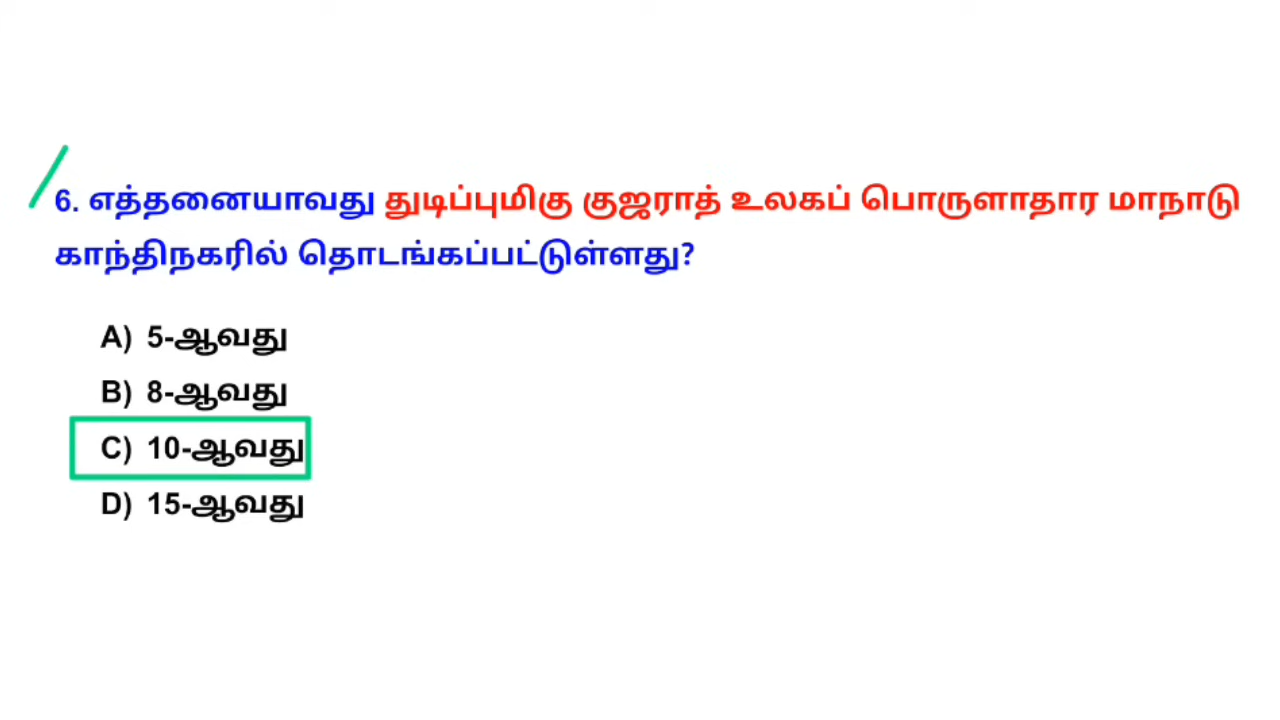 6. எத்தனையாவது துடிப்புமிகு குஜராத் உலகப் பொருளாதார மாநாடு
காந்திநகரில் தொடங்கப்பட்டுள்ளது?
A) 5-ஆவது
B) 8-ஆவது
C) 10-ஆவது
D) 15-ஆவது